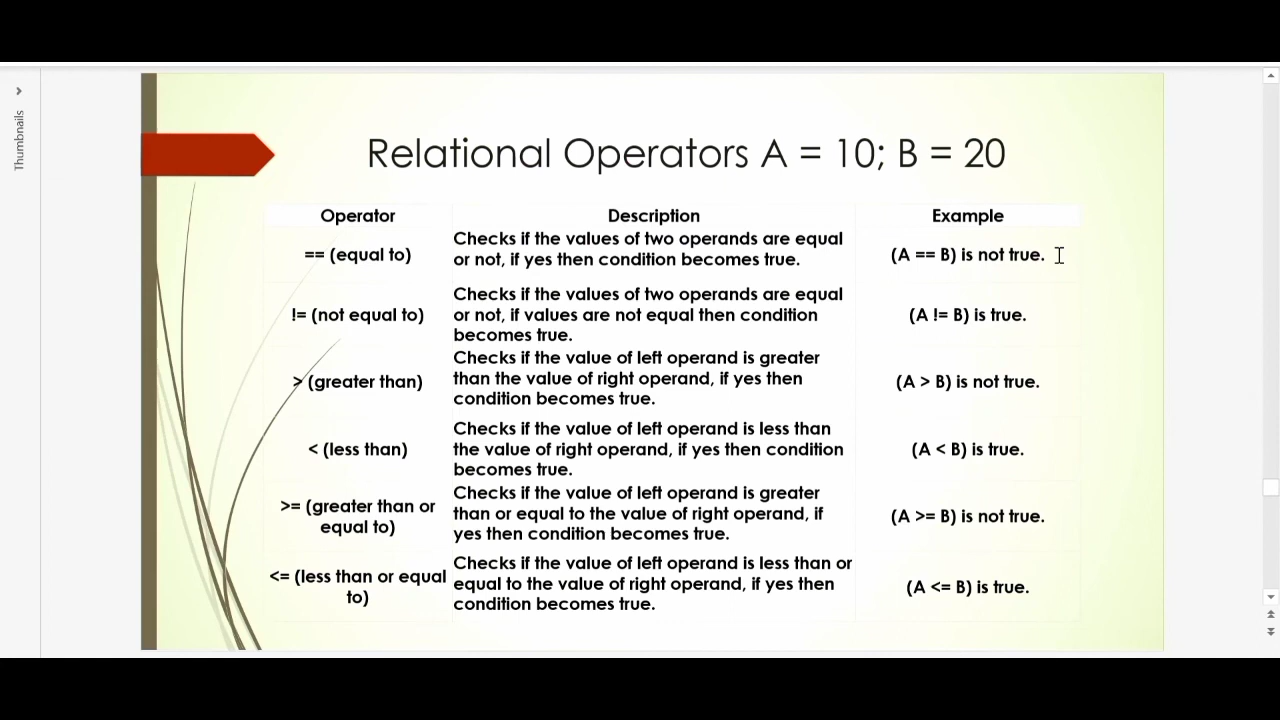 Thumbnails
Relational Operators A = 10; B = 20
Operator
Description
Example
== (equal to)
Checks if the values of two operands are equal
or not, if yes then condition becomes true.
(A == B) is not true.
!= (not equal to)
Checks if the values of two operands are equal
or not, if values are not equal then condition
becomes true.
(A != B) is true.
> (greater than)
Checks if the value of left operand is greater
than the value of right operand, if yes then
condition becomes true.
(A > B) is not true.
< (less than)
Checks if the value of left operand is less than
the value of right operand, if yes then condition
becomes true.
(A < B) is true.
>= (greater than or
equal to)
Checks if the value of left operand is greater
than or equal to the value of right operand, if
yes then condition becomes true.
(A >= B) is not true.
<= (less than or equal
to)
Checks if the value of left operand is less than or
equal to the value of right operand, if yes then
condition becomes true.
(A <= B) is true.